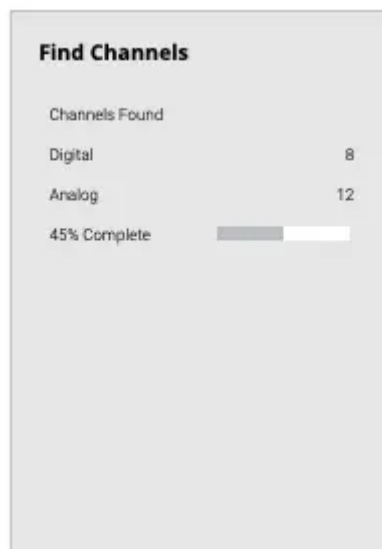 Find Channels
Channels Found
Digital 8
Analog 12
45% Complete